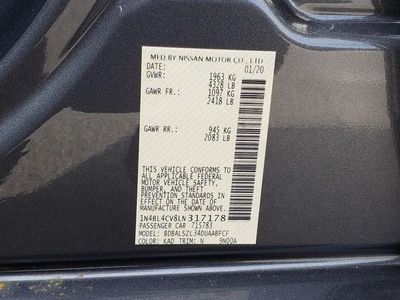 MFD BY NISSAN MOTOR CO., LTD
DATE: 01/20
GVWR: 1963 KG
4328 LB
GAWR FR.: 1097 KG
2418 LB
GAWR RR.: 945 KG
2083 LB
THIS VEHICLE CONFORMS TO
ALL APPLICABLE FEDERAL
MOTOR VEHICLE SAFETY,
BUMPER, AND THEFT
PREVENTION STANDARDS IN
EFFECT ON THE DATE OF
MANUFACTURE SHOWN ABOVE.
1N4BL4CV8LN317178
PASSENGER CAR 715783
MODEL: BDBALSZL34DUAABFCF
COLOR: KAD TRIM: N 9N00A